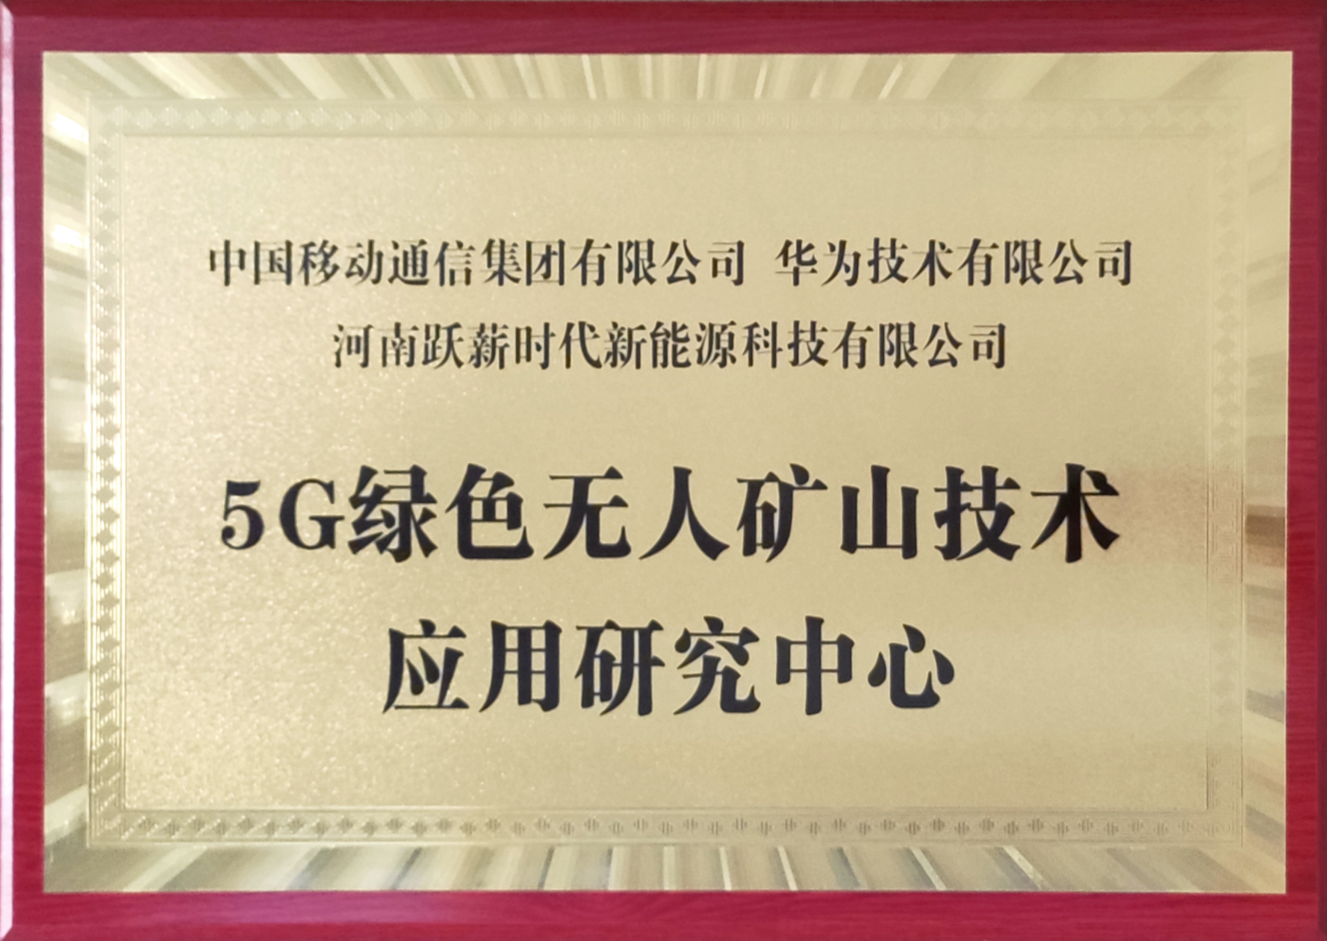 中国移动通信集团有限公司 华为技术有限公司
河南跃薪时代新能源科技有限公司
5G绿色无人矿山技术
应用研究中心